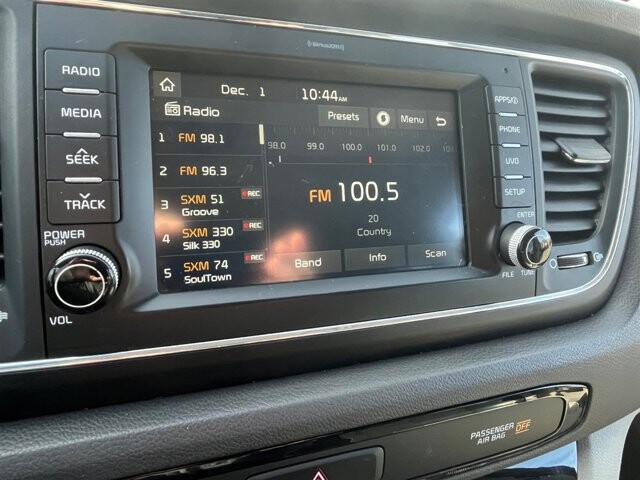 ((SiriusXM))
RADIO
MEDIA
SEEK
TRACK
POWER
PUSH
VOL
Dec. 1 10:44AM
Radio
Presets
Menu
1 FM 98.1
2 FM 96.3
3 SXM 51
Groove
REC
4 SXM 330
Silk 330
REC
5 SXM 74
SoulTown
REC
98.0 99.0 100.0 101.0 102.0 103
FM 100.5
20
Country
Band
Info
Scan
APPS
PHONE
UVO
SETUP
ENTER
FILE TUNE
PASSENGER
AIR BAG OFF